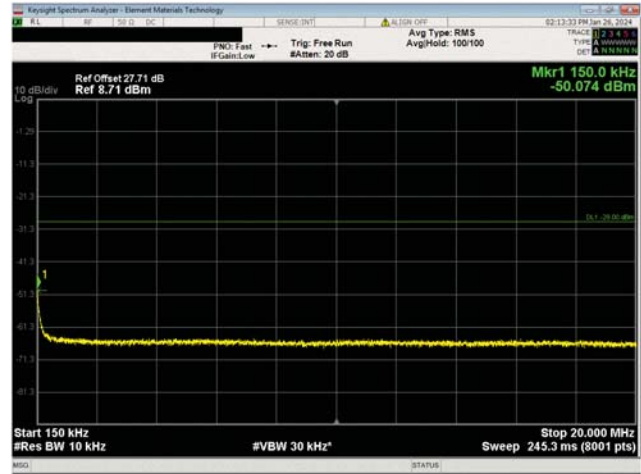 Keysight Spectrum Analyzer - Element Materials Technology
RL RF 50 Ω DC SENSE:INT ALIGN OFF 02:13:33 PM Jan 26, 2024
PNO: Fast Trig: Free Run Avg Type: RMS TRACE 1 2 3 4 5 6
IFGain:Low #Atten: 20 dB Avg|Hold: 100/100 TYPE A WWWWW
DET A N N N N N
Mkr1 150.0 kHz
-50.074 dBm
Ref Offset 27.71 dB
10 dB/div Ref 8.71 dBm
Log
-1.29
-11.3
-21.3
DL1 -29.00 dBm
-31.3
-41.3
1
-51.3
-61.3
-71.3
-81.3
Start 150 kHz Stop 20.000 MHz
#Res BW 10 kHz #VBW 30 kHz* Sweep 245.3 ms (8001 pts)
MSG STATUS